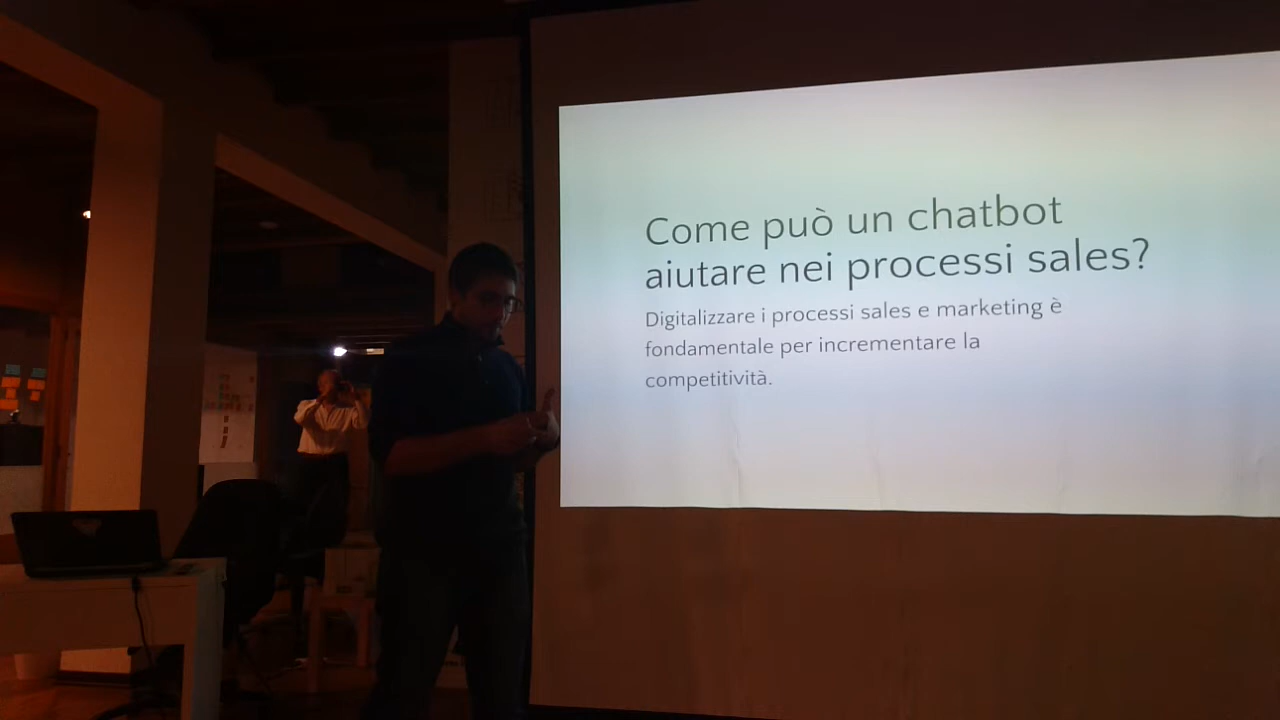 Come può un chatbot
aiutare nei processi sales?
Digitalizzare i processi sales e marketing è
fondamentale per incrementare la
competitività.